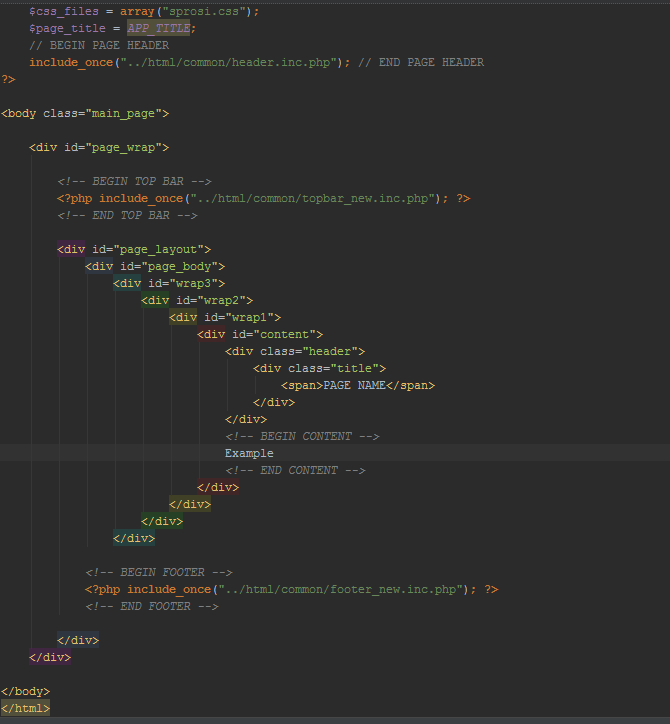 $css_files = array("sprosi.css");
$page_title = APP_TITLE;
// BEGIN PAGE HEADER
include_once("../html/common/header.inc.php"); // END PAGE HEADER
?>
<body class="main_page">
<div id="page_wrap">
<!-- BEGIN TOP BAR -->
<?php include_once("../html/common/topbar_new.inc.php"); ?>
<!-- END TOP BAR -->
<div id="page_layout">
<div id="page_body">
<div id="wrap3">
<div id="wrap2">
<div id="wrap1">
<div id="content">
<div class="header">
<div class="title">
<span>PAGE NAME</span>
</div>
</div>
<!-- BEGIN CONTENT -->
Example
<!-- END CONTENT -->
</div>
</div>
</div>
</div>
<!-- BEGIN FOOTER -->
<?php include_once("../html/common/footer_new.inc.php"); ?>
<!-- END FOOTER -->
</div>
</div>
</body>
</html>